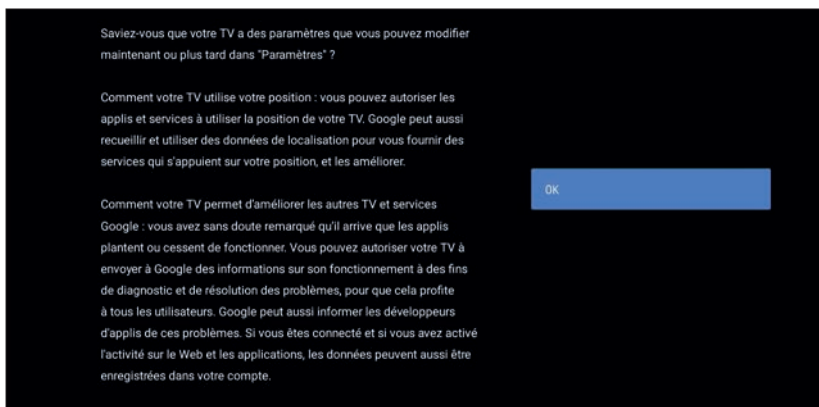 Saviez-vous que votre TV a des paramètres que vous pouvez modifier
maintenant ou plus tard dans "Paramètres" ?
Comment votre TV utilise votre position : vous pouvez autoriser les
applis et services à utiliser la position de votre TV. Google peut aussi
recueillir et utiliser des données de localisation pour vous fournir des
services qui s'appuient sur votre position, et les améliorer.
Comment votre TV permet d'améliorer les autres TV et services
Google : vous avez sans doute remarqué qu'il arrive que les applis
plantent ou cessent de fonctionner. Vous pouvez autoriser votre TV à
envoyer à Google des informations sur son fonctionnement à des fins
de diagnostic et de résolution des problèmes, pour que cela profite
à tous les utilisateurs. Google peut aussi informer les développeurs
d'applis de ces problèmes. Si vous êtes connecté et si vous avez activé
l'activité sur le Web et les applications, les données peuvent aussi être
enregistrées dans votre compte.
OK